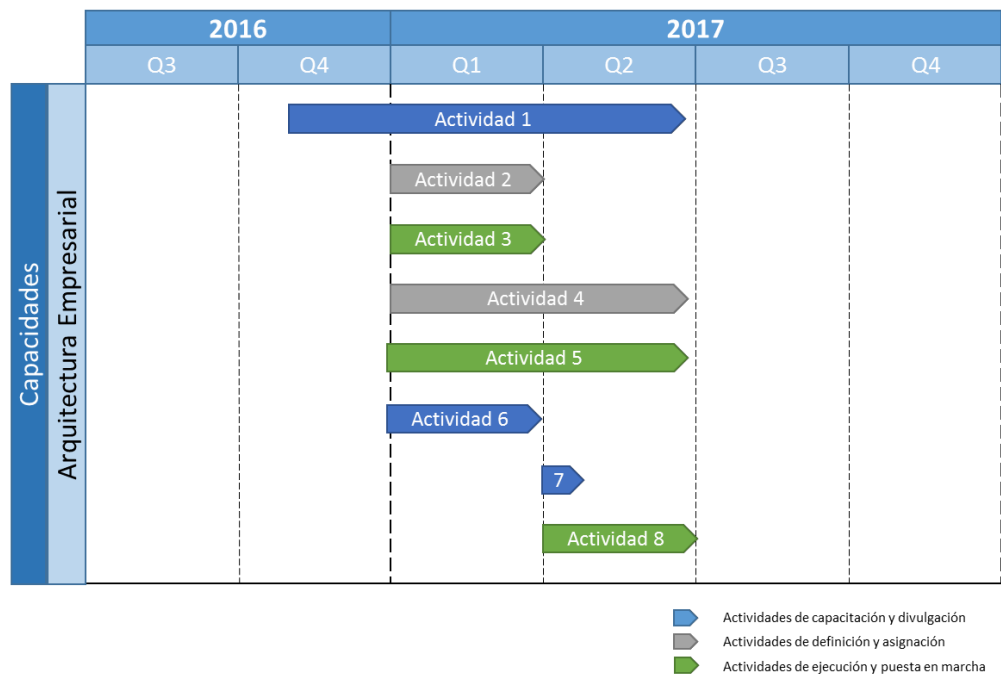 2016
2017
Q3
Q4
Q1
Q2
Q3
Q4
Capacidades
Arquitectura Empresarial
Actividad 1
Actividad 2
Actividad 3
Actividad 4
Actividad 5
Actividad 6
7
Actividad 8
Actividades de capacitación y divulgación
Actividades de definición y asignación
Actividades de ejecución y puesta en marcha